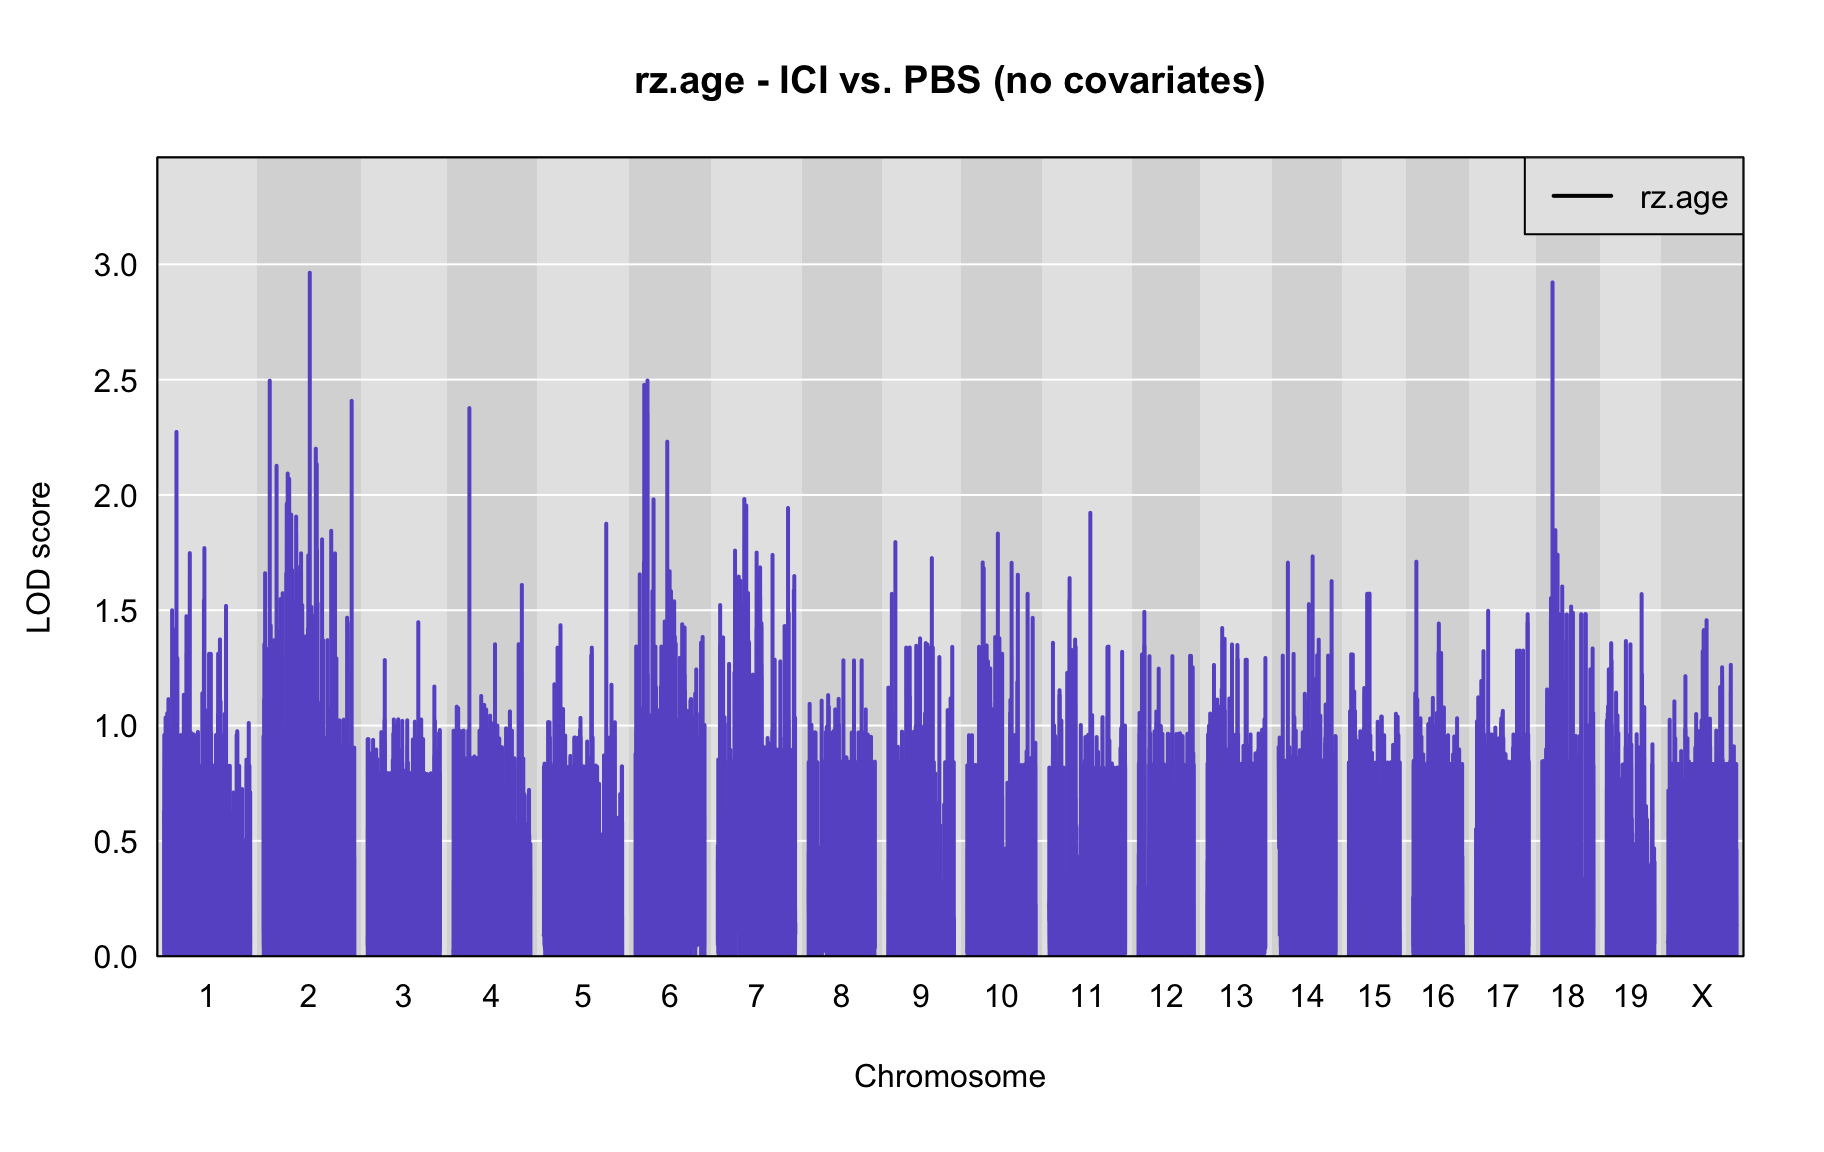 rz.age - ICI vs. PBS (no covariates)
rz.age
LOD score
3.0
2.5
2.0
1.5
1.0
0.5
0.0
1 2 3 4 5 6 7 8 9 10 11 12 13 14 15 16 17 18 19 X
Chromosome